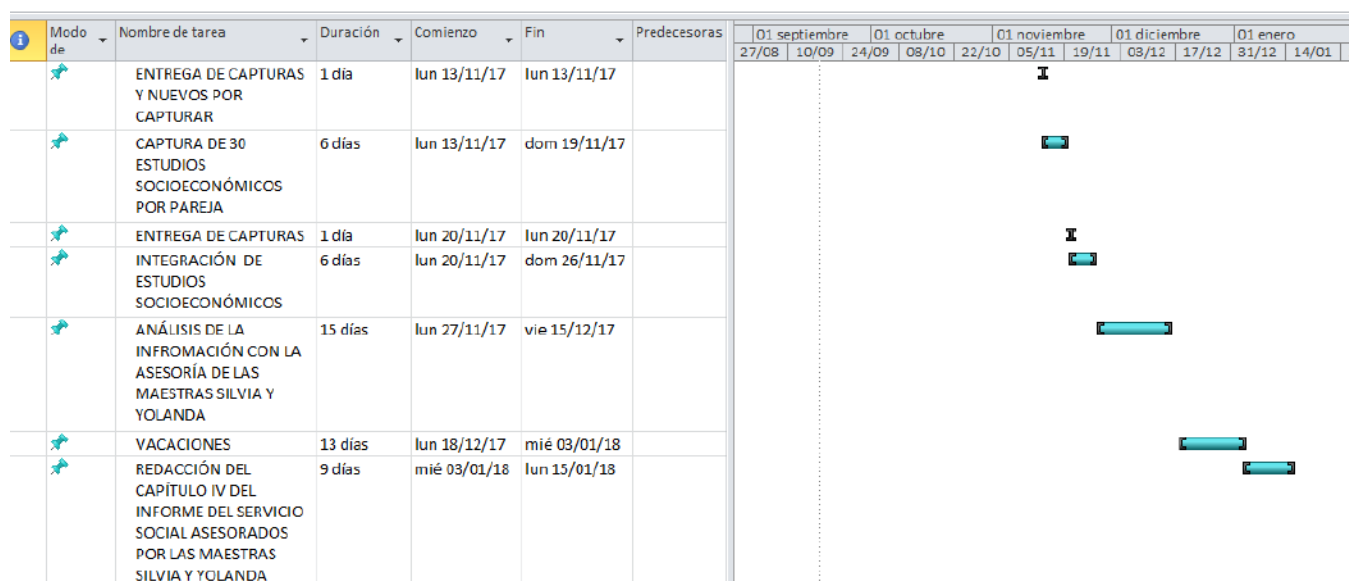 Modo de
Nombre de tarea
Duración
Comienzo
Fin
Predecesoras
01 septiembre 01 octubre 01 noviembre 01 diciembre 01 enero
27/08 10/09 24/09 08/10 22/10 05/11 19/11 03/12 17/12 31/12 14/01
ENTREGA DE CAPTURAS 1 día lun 13/11/17 lun 13/11/17
Y NUEVOS POR
CAPTURAR
CAPTURA DE 30 6 días lun 13/11/17 dom 19/11/17
ESTUDIOS
SOCIOECONÓMICOS
POR PAREJA
ENTREGA DE CAPTURAS 1 día lun 20/11/17 lun 20/11/17
INTEGRACIÓN DE 6 días lun 20/11/17 dom 26/11/17
ESTUDIOS
SOCIOECONÓMICOS
ANÁLISIS DE LA 15 días lun 27/11/17 vie 15/12/17
INFROMACIÓN CON LA
ASESORÍA DE LAS
MAESTRAS SILVIA Y
YOLANDA
VACACIONES 13 días lun 18/12/17 mié 03/01/18
REDACCIÓN DEL 9 días mié 03/01/18 lun 15/01/18
CAPÍTULO IV DEL
INFORME DEL SERVICIO
SOCIAL ASESORADOS
POR LAS MAESTRAS
SILVIA Y YOLANDA